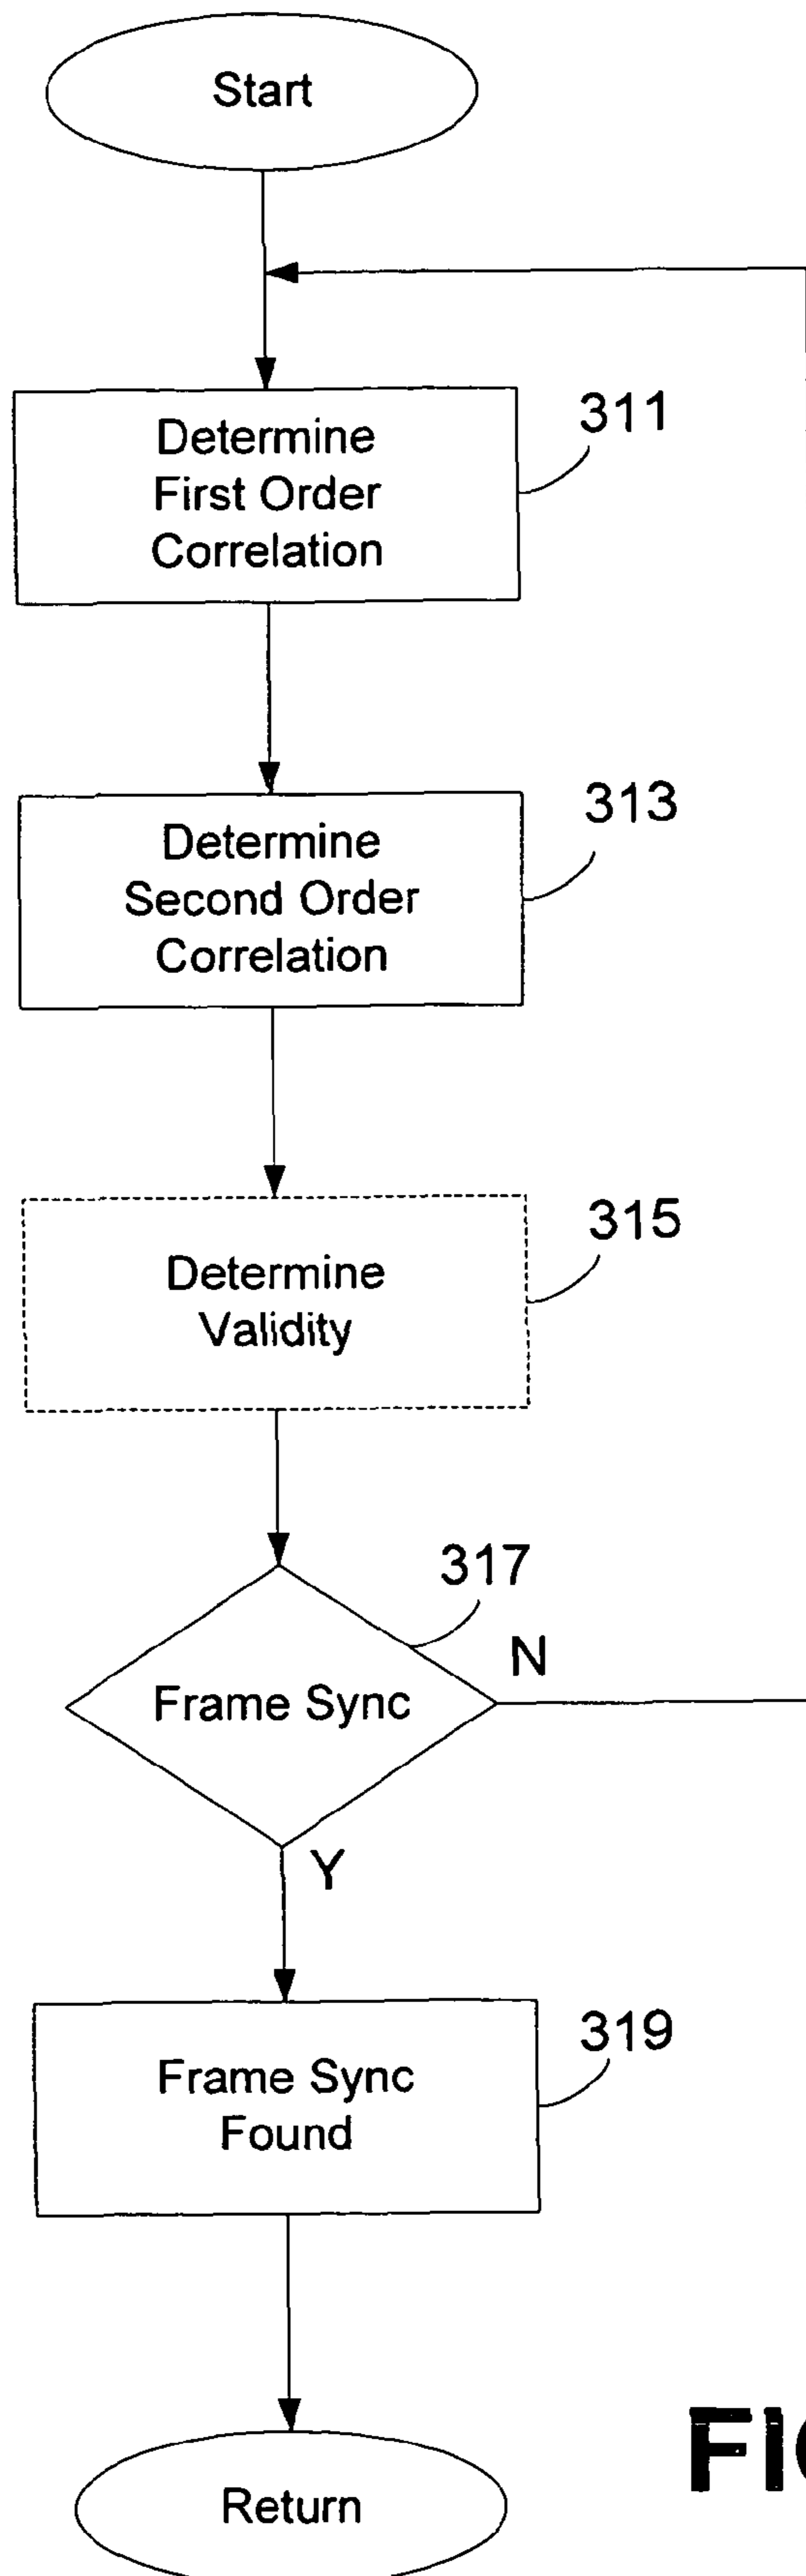 Start
311
Determine
First Order
Correlation
313
Determine
Second Order
Correlation
315
Determine
Validity
317
N
Frame Sync
Y
319
Frame Sync
Found
Return